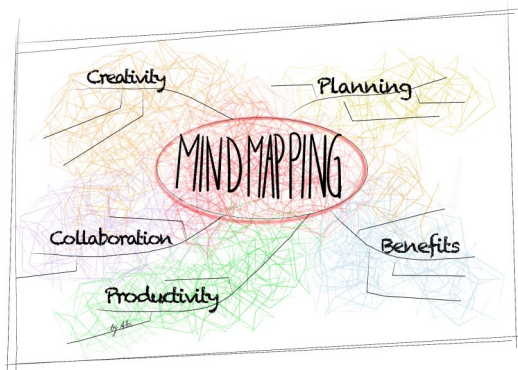 Creativity
Planning
MINDMAPPING
Collaboration
Benefits
Productivity